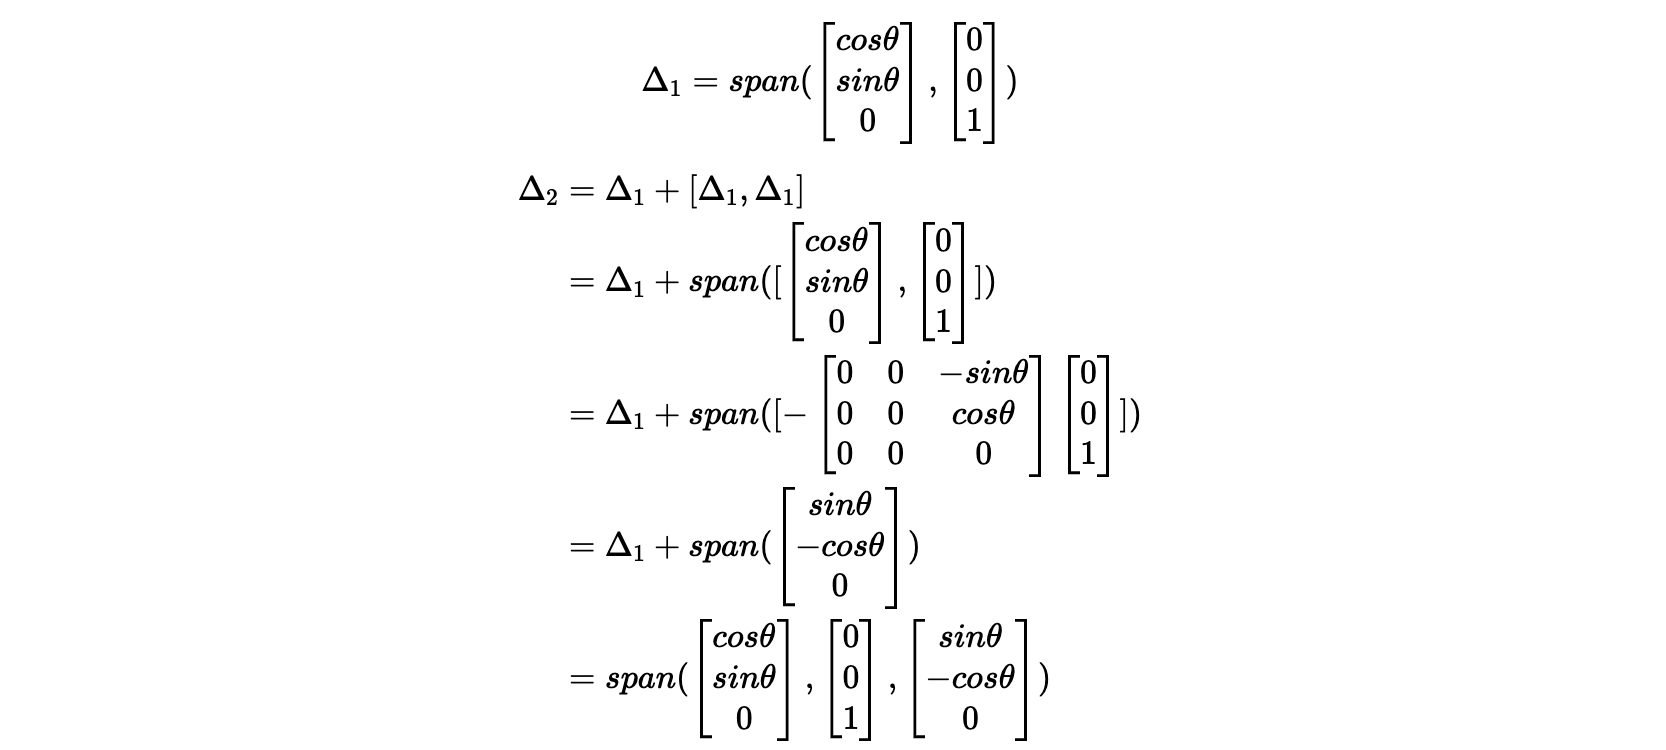 $\Delta_1 = span(\begin{bmatrix} cos\theta \\ sin\theta \\ 0 \end{bmatrix}, \begin{bmatrix} 0 \\ 0 \\ 1 \end{bmatrix})$
$\Delta_2 = \Delta_1 + [\Delta_1, \Delta_1]$
$= \Delta_1 + span([\begin{bmatrix} cos\theta \\ sin\theta \\ 0 \end{bmatrix}, \begin{bmatrix} 0 \\ 0 \\ 1 \end{bmatrix}])$
$= \Delta_1 + span([-\begin{bmatrix} 0 & 0 & -sin\theta \\ 0 & 0 & cos\theta \\ 0 & 0 & 0 \end{bmatrix} \begin{bmatrix} 0 \\ 0 \\ 1 \end{bmatrix}])$
$= \Delta_1 + span(\begin{bmatrix} sin\theta \\ -cos\theta \\ 0 \end{bmatrix})$
$= span(\begin{bmatrix} cos\theta \\ sin\theta \\ 0 \end{bmatrix}, \begin{bmatrix} 0 \\ 0 \\ 1 \end{bmatrix}, \begin{bmatrix} sin\theta \\ -cos\theta \\ 0 \end{bmatrix})$